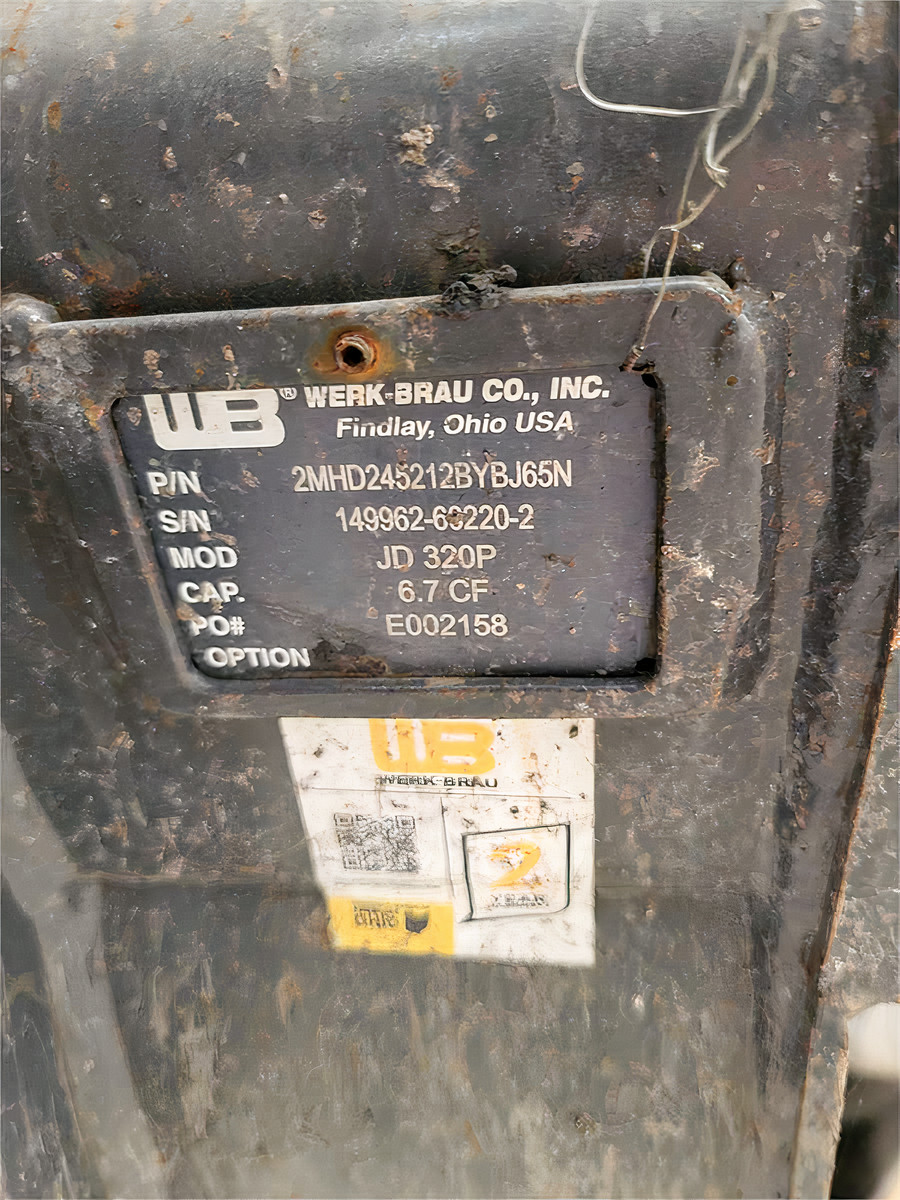 WB® WERK-BRAU CO., INC.
Findlay, Ohio USA
P/N 2MHD245212BYBJ65N
S/N 149962-66220-2
MOD JD 320P
CAP. 6.7 CF
PO# E002158
OPTION
WB
WERK-BRAU
2